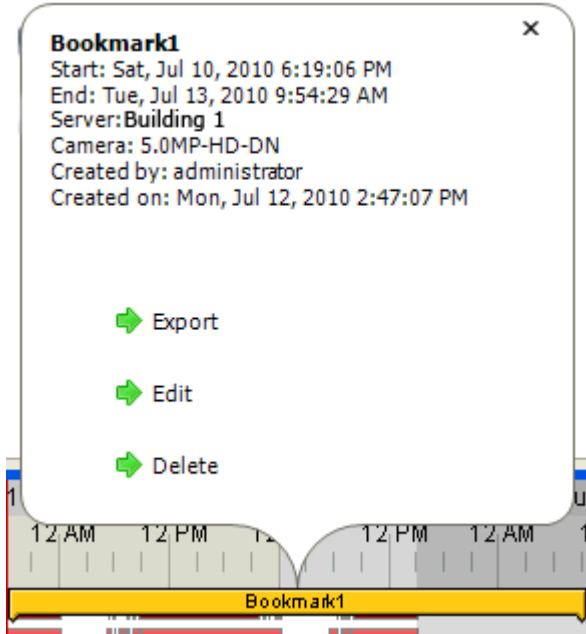 Bookmark1
Start: Sat, Jul 10, 2010 6:19:06 PM
End: Tue, Jul 13, 2010 9:54:29 AM
Server:Building 1
Camera: 5.0MP-HD-DN
Created by: administrator
Created on: Mon, Jul 12, 2010 2:47:07 PM
Export
Edit
Delete
12 AM 12 PM 12 12 PM 12 AM 1
Bookmark1